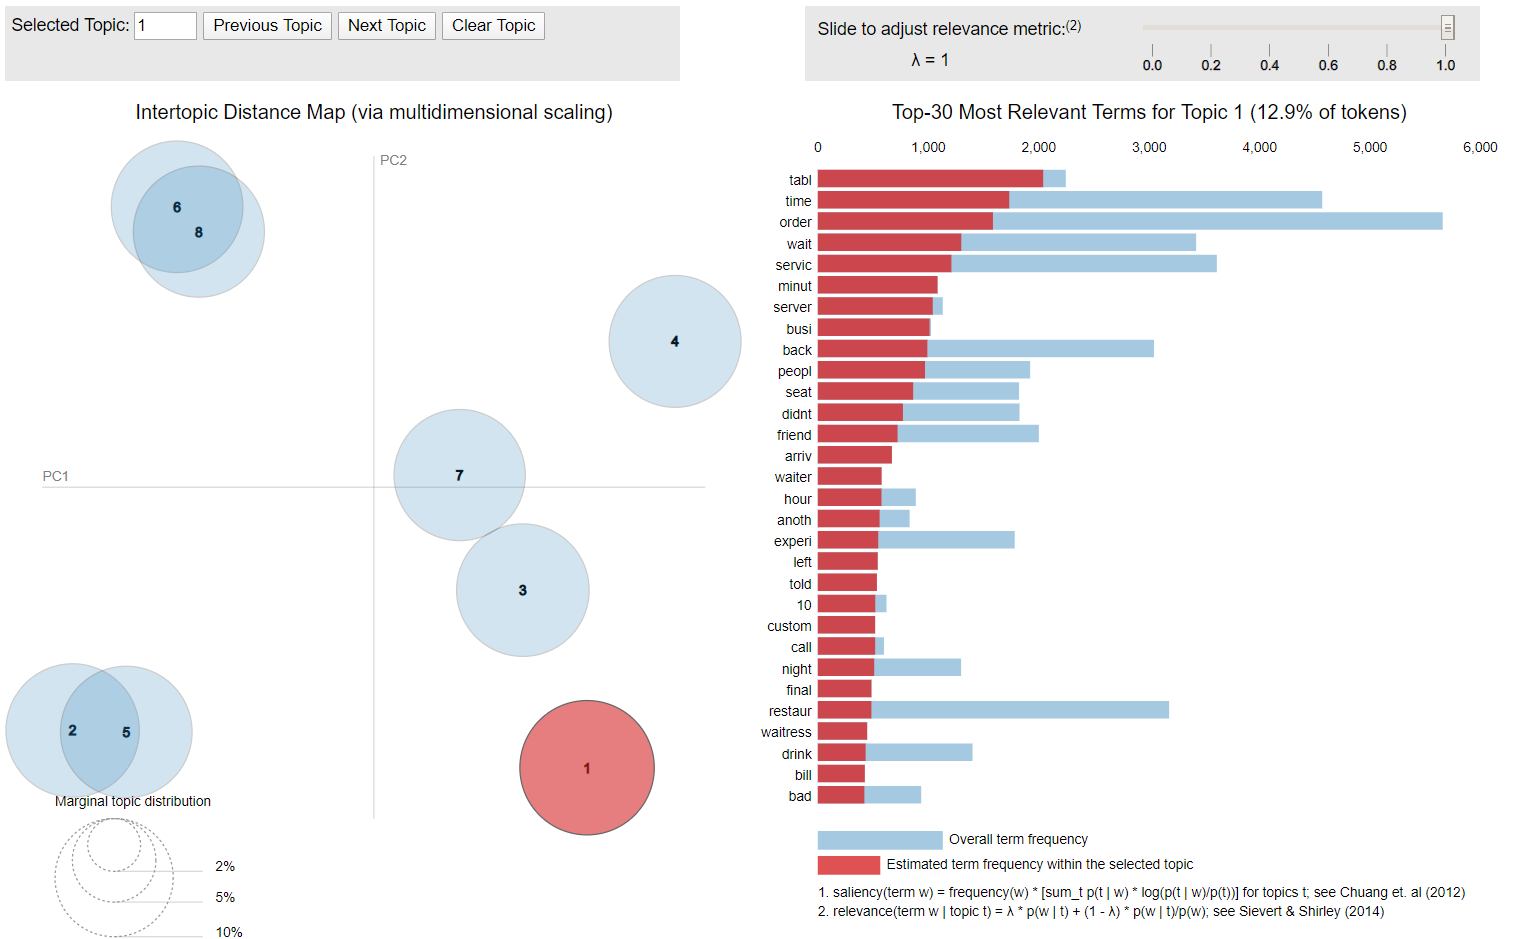 Selected Topic: 1 Previous Topic Next Topic Clear Topic
Slide to adjust relevance metric:(2)
λ = 1
0.0 0.2 0.4 0.6 0.8 1.0
Intertopic Distance Map (via multidimensional scaling)
PC2
PC1
6
8
4
7
3
2
5
1
Marginal topic distribution
2%
5%
10%
Top-30 Most Relevant Terms for Topic 1 (12.9% of tokens)
0 1,000 2,000 3,000 4,000 5,000 6,000
tabl
time
order
wait
servic
minut
server
busi
back
peopl
seat
didnt
friend
arriv
waiter
hour
anoth
experi
left
told
10
custom
call
night
final
restaur
waitress
drink
bill
bad
Overall term frequency
Estimated term frequency within the selected topic
1. saliency(term w) = frequency(w) * [sum_t p(t | w) * log(p(t | w)/p(t))] for topics t; see Chuang et. al (2012)
2. relevance(term w | topic t) = λ * p(w | t) + (1 - λ) * p(w | t)/p(w); see Sievert & Shirley (2014)